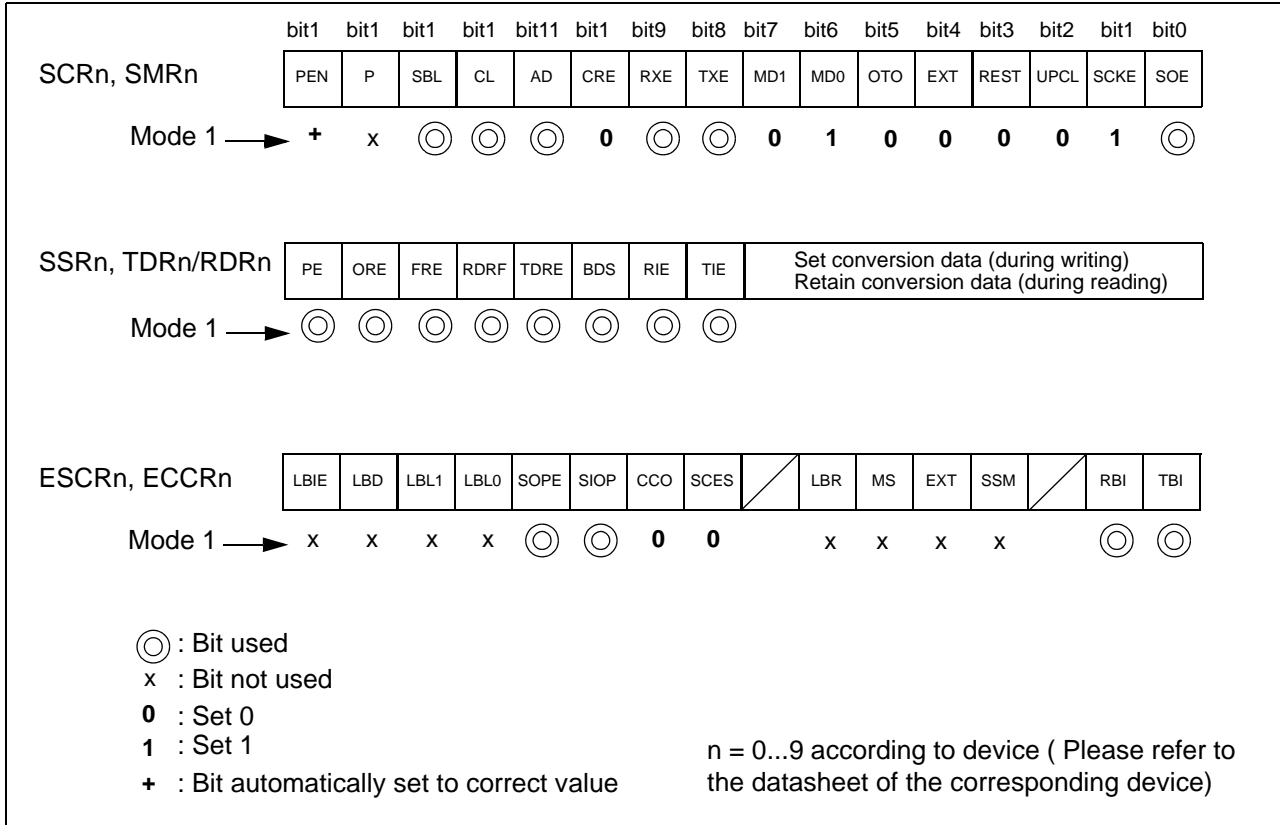 bit1 bit1 bit1 bit1 bit11 bit1 bit9 bit8 bit7 bit6 bit5 bit4 bit3 bit2 bit1 bit0
SCRn, SMRn PEN P SBL CL AD CRE RXE TXE MD1 MD0 OTO EXT REST UPCL SCKE SOE
Mode 1 + x 0 0 1 0 0 0 0 1
SSRn, TDRn/RDRn PE ORE FRE RDRF TDRE BDS RIE TIE Set conversion data (during writing)
Retain conversion data (during reading)
Mode 1
ESCRn, ECCRn LBIE LBD LBL1 LBL0 SOPE SIOP CCO SCES LBR MS EXT SSM RBI TBI
Mode 1 x x x x 0 0 x x x x
: Bit used
x : Bit not used
0 : Set 0
1 : Set 1
+ : Bit automatically set to correct value
n = 0...9 according to device ( Please refer to
the datasheet of the corresponding device)